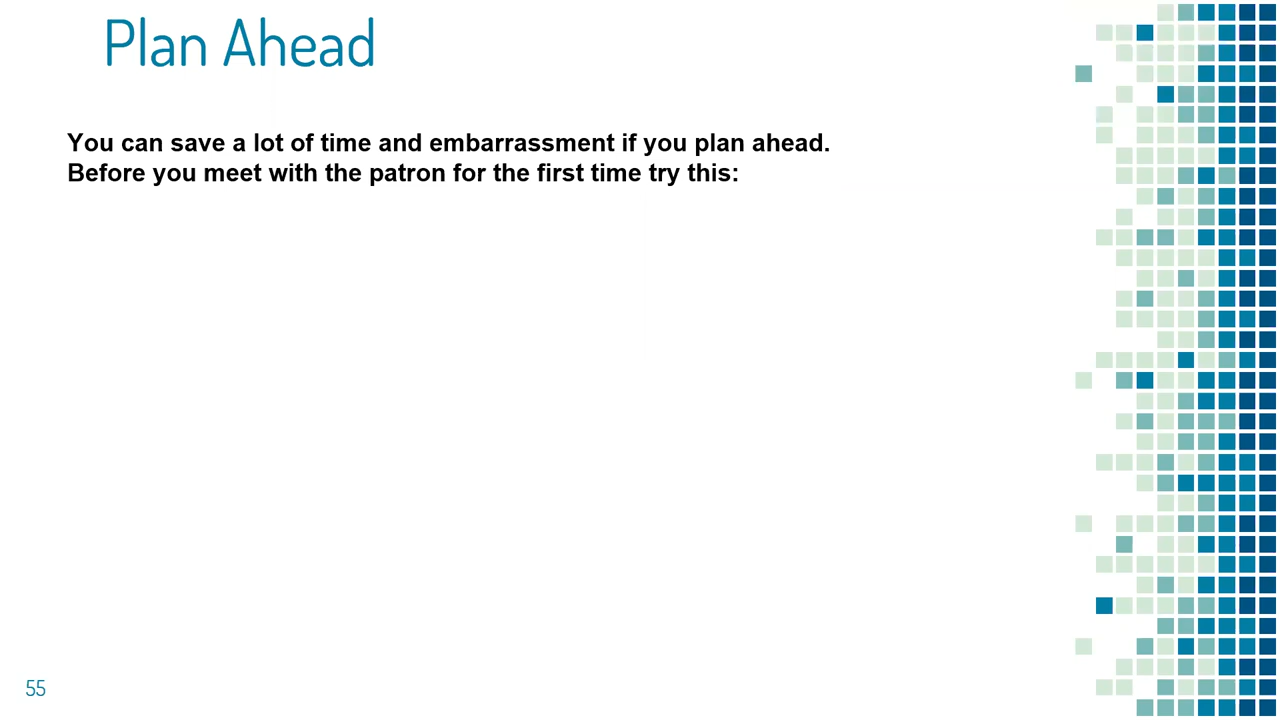 Plan Ahead
You can save a lot of time and embarrassment if you plan ahead.
Before you meet with the patron for the first time try this:
55